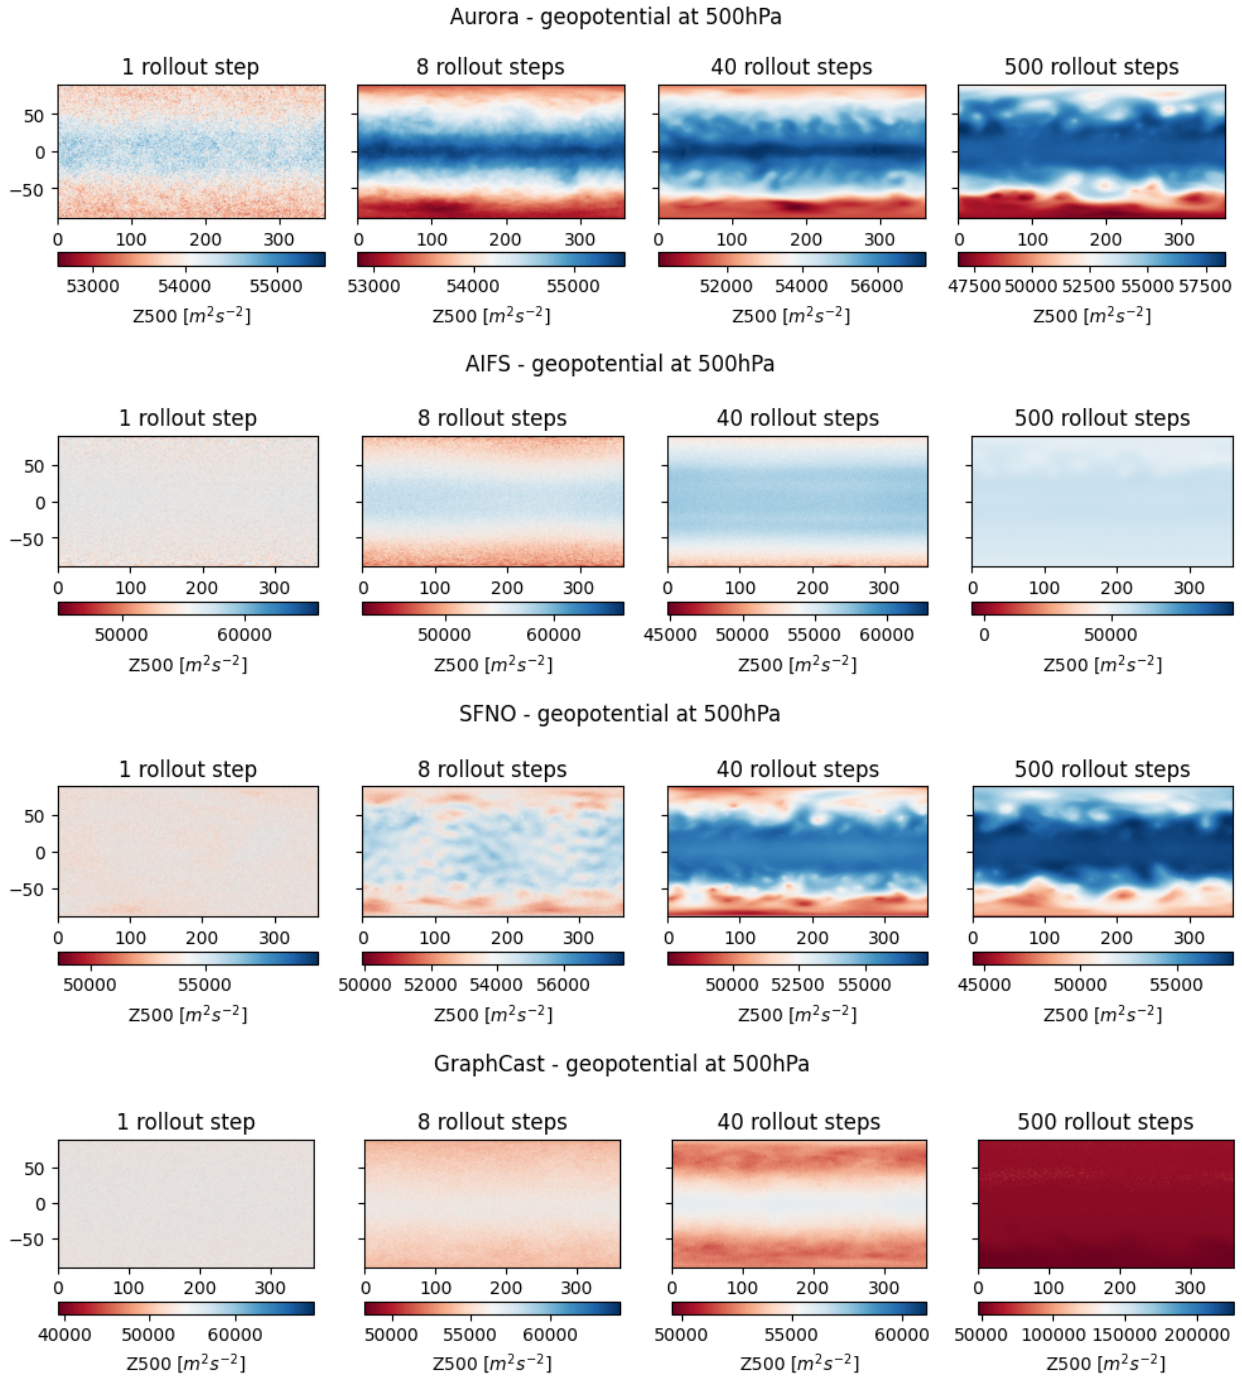 Aurora - geopotential at 500hPa
1 rollout step 8 rollout steps 40 rollout steps 500 rollout steps
50
0
−50
0 100 200 300 0 100 200 300 0 100 200 300 0 100 200 300
53000 54000 55000 53000 54000 55000 52000 54000 56000 47500 50000 52500 55000 57500
Z500 [m²s⁻²] Z500 [m²s⁻²] Z500 [m²s⁻²] Z500 [m²s⁻²]
AIFS - geopotential at 500hPa
1 rollout step 8 rollout steps 40 rollout steps 500 rollout steps
50
0
−50
0 100 200 300 0 100 200 300 0 100 200 300 0 100 200 300
50000 60000 50000 60000 45000 50000 55000 60000 0 50000
Z500 [m²s⁻²] Z500 [m²s⁻²] Z500 [m²s⁻²] Z500 [m²s⁻²]
SFNO - geopotential at 500hPa
1 rollout step 8 rollout steps 40 rollout steps 500 rollout steps
50
0
−50
0 100 200 300 0 100 200 300 0 100 200 300 0 100 200 300
50000 55000 50000 52000 54000 56000 50000 52500 55000 45000 50000 55000
Z500 [m²s⁻²] Z500 [m²s⁻²] Z500 [m²s⁻²] Z500 [m²s⁻²]
GraphCast - geopotential at 500hPa
1 rollout step 8 rollout steps 40 rollout steps 500 rollout steps
50
0
−50
0 100 200 300 0 100 200 300 0 100 200 300 0 100 200 300
40000 50000 60000 50000 55000 60000 50000 55000 60000 50000 100000 150000 200000
Z500 [m²s⁻²] Z500 [m²s⁻²] Z500 [m²s⁻²] Z500 [m²s⁻²]